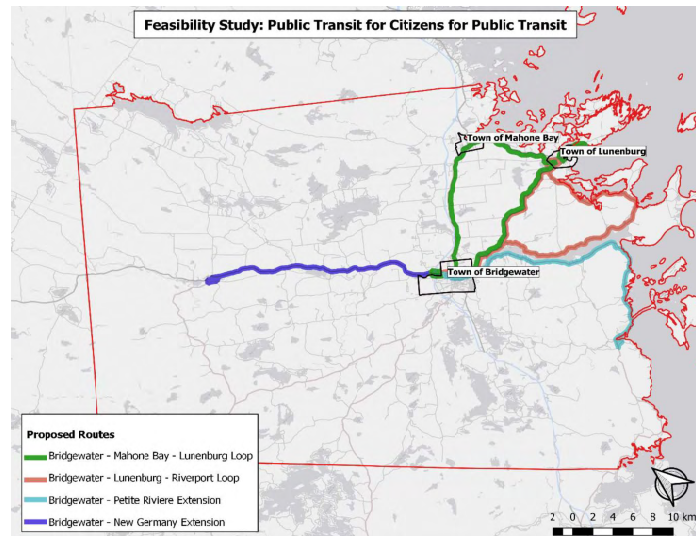 Feasibility Study: Public Transit for Citizens for Public Transit
Town of Mahone Bay
Town of Lunenburg
Town of Bridgewater
Proposed Routes
Bridgewater - Mahone Bay - Lunenburg Loop
Bridgewater - Lunenburg - Riverport Loop
Bridgewater - Petite Riviere Extension
Bridgewater - New Germany Extension
2 0 2 4 6 8 10 km